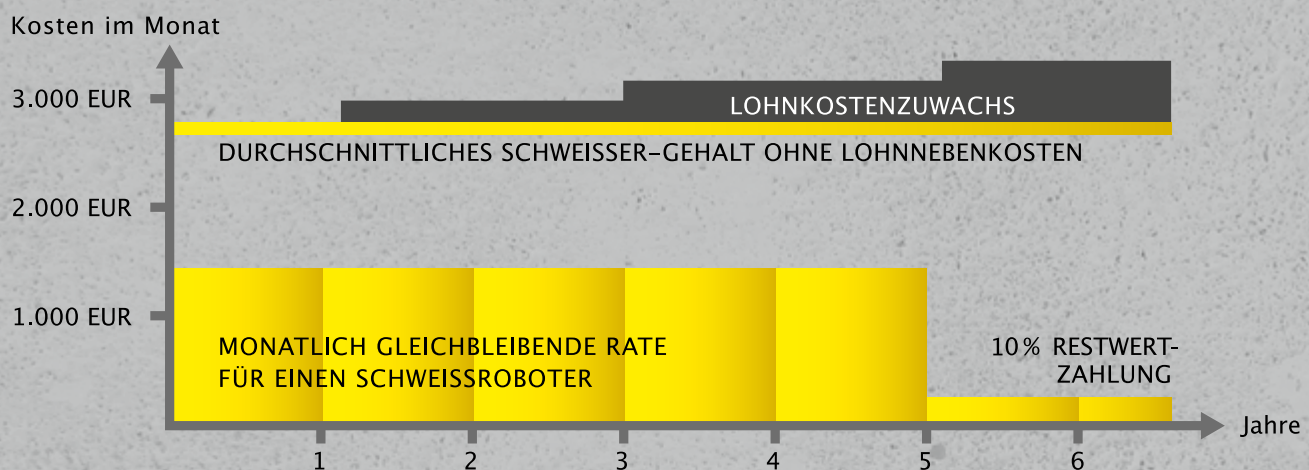 Kosten im Monat
3.000 EUR
LOHNKOSTENZUWACHS
DURCHSCHNITTLICHES SCHWEISSER-GEHALT OHNE LOHNNEBENKOSTEN
2.000 EUR
1.000 EUR
MONATLICH GLEICHBLEIBENDE RATE
FÜR EINEN SCHWEISSROBOTER
10% RESTWERT-
ZAHLUNG
Jahre
1 2 3 4 5 6